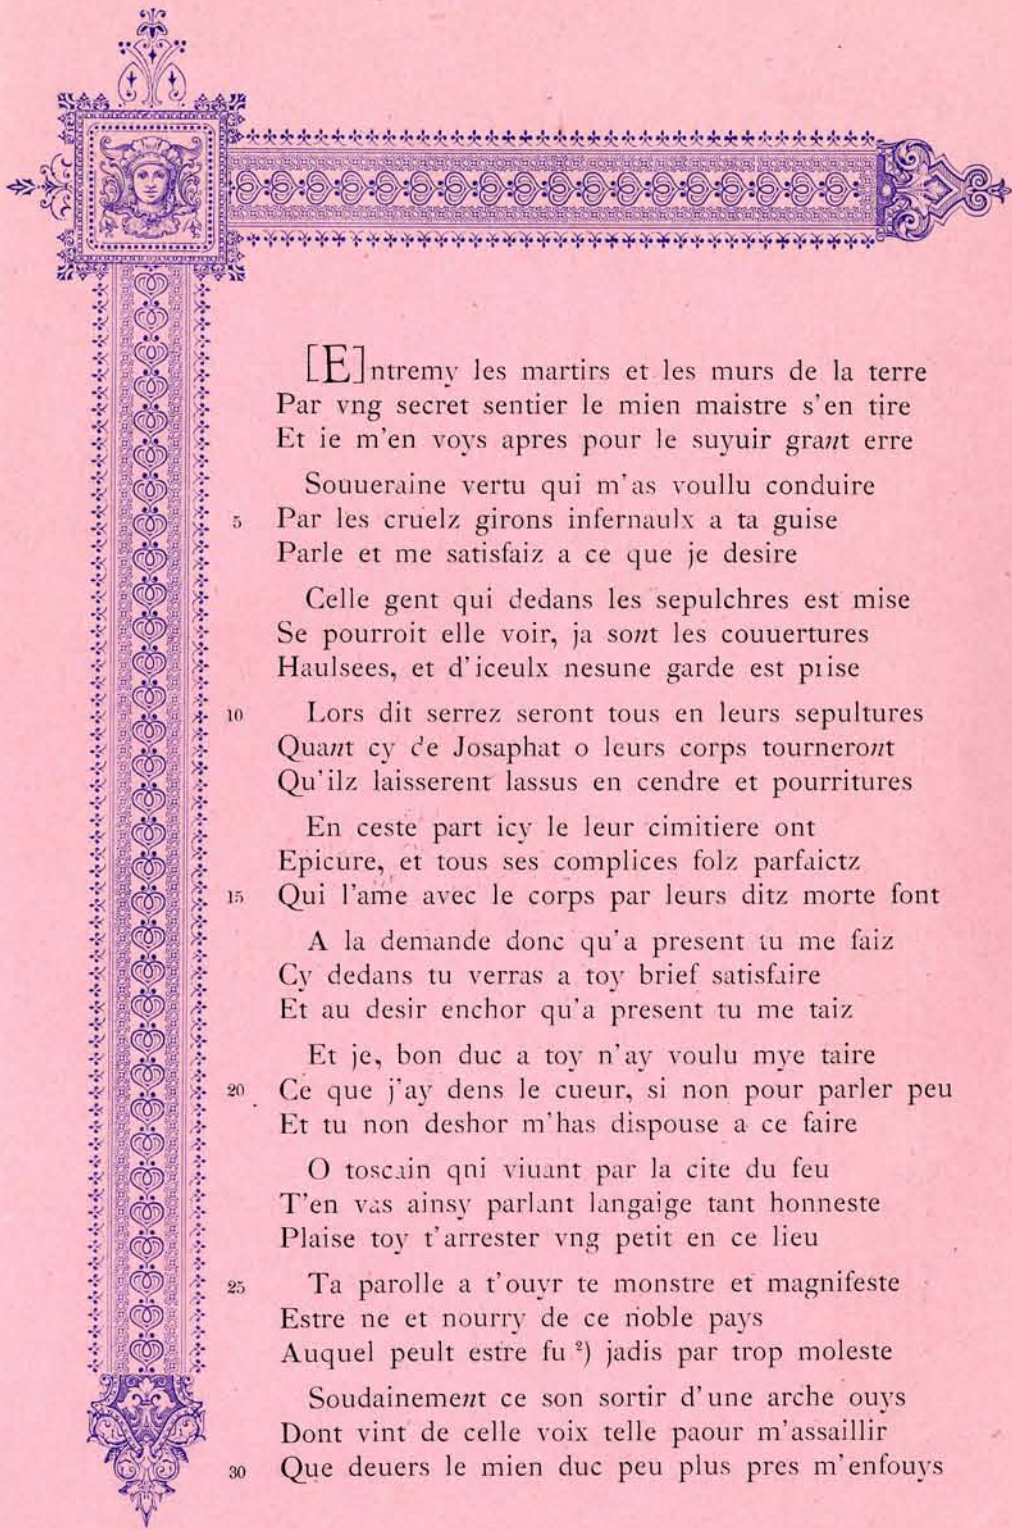 [E]ntremy les martirs et les murs de la terre
Par vng secret sentier le mien maistre s'en tire
Et ie m'en voys apres pour le suyuir grant erre
Souueraine vertu qui m'as voullu conduire
5 Par les cruelz girons infernaulx a ta guise
Parle et me satisfaiz a ce que je desire
Celle gent qui dedans les sepulchres est mise
Se pourroit elle voir, ja sont les couuertures
Haulsees, et d'iceulx nesune garde est prise
10 Lors dit serrez seront tous en leurs sepultures
Quant cy de Josaphat o leurs corps tourneront
Qu'ilz laisserent lassus en cendre et pourritures
En ceste part icy le leur cimitiere ont
Epicure, et tous ses complices folz parfaictz
15 Qui l'ame avec le corps par leurs ditz morte font
A la demande donc qu'a present tu me faiz
Cy dedans tu verras a toy brief satisfaire
Et au desir enchor qu'a present tu me taiz
Et je, bon duc a toy n'ay voulu mye taire
20 Ce que j'ay dens le cueur, si non pour parler peu
Et tu non deshor m'has dispouse a ce faire
O toscain qni viuant par la cite du feu
T'en vas ainsy parlant langaige tant honneste
Plaise toy t'arrester vng petit en ce lieu
25 Ta parolle a t'ouyr te monstre et magnifeste
Estre ne et nourry de ce noble pays
Auquel peult estre fu ²) jadis par trop moleste
Soudainement ce son sortir d'une arche ouys
Dont vint de celle voix telle paour m'assaillir
30 Que deuers le mien duc peu plus pres m'enfouys